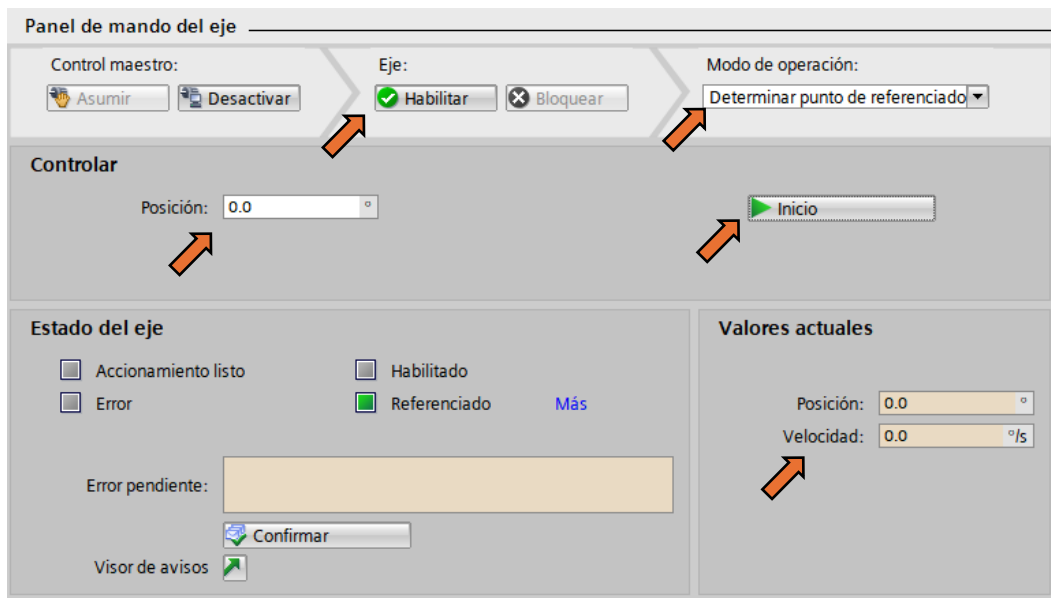 Panel de mando del eje
Control maestro: Eje: Modo de operación:
Asumir Desactivar Habilitar Bloquear Determinar punto de referenciado
Controlar
Posición: 0.0 ° Inicio
Estado del eje Valores actuales
Accionamiento listo Habilitado
Error Referenciado Más Posición: 0.0 °
Velocidad: 0.0 °/s
Error pendiente:
Confirmar
Visor de avisos